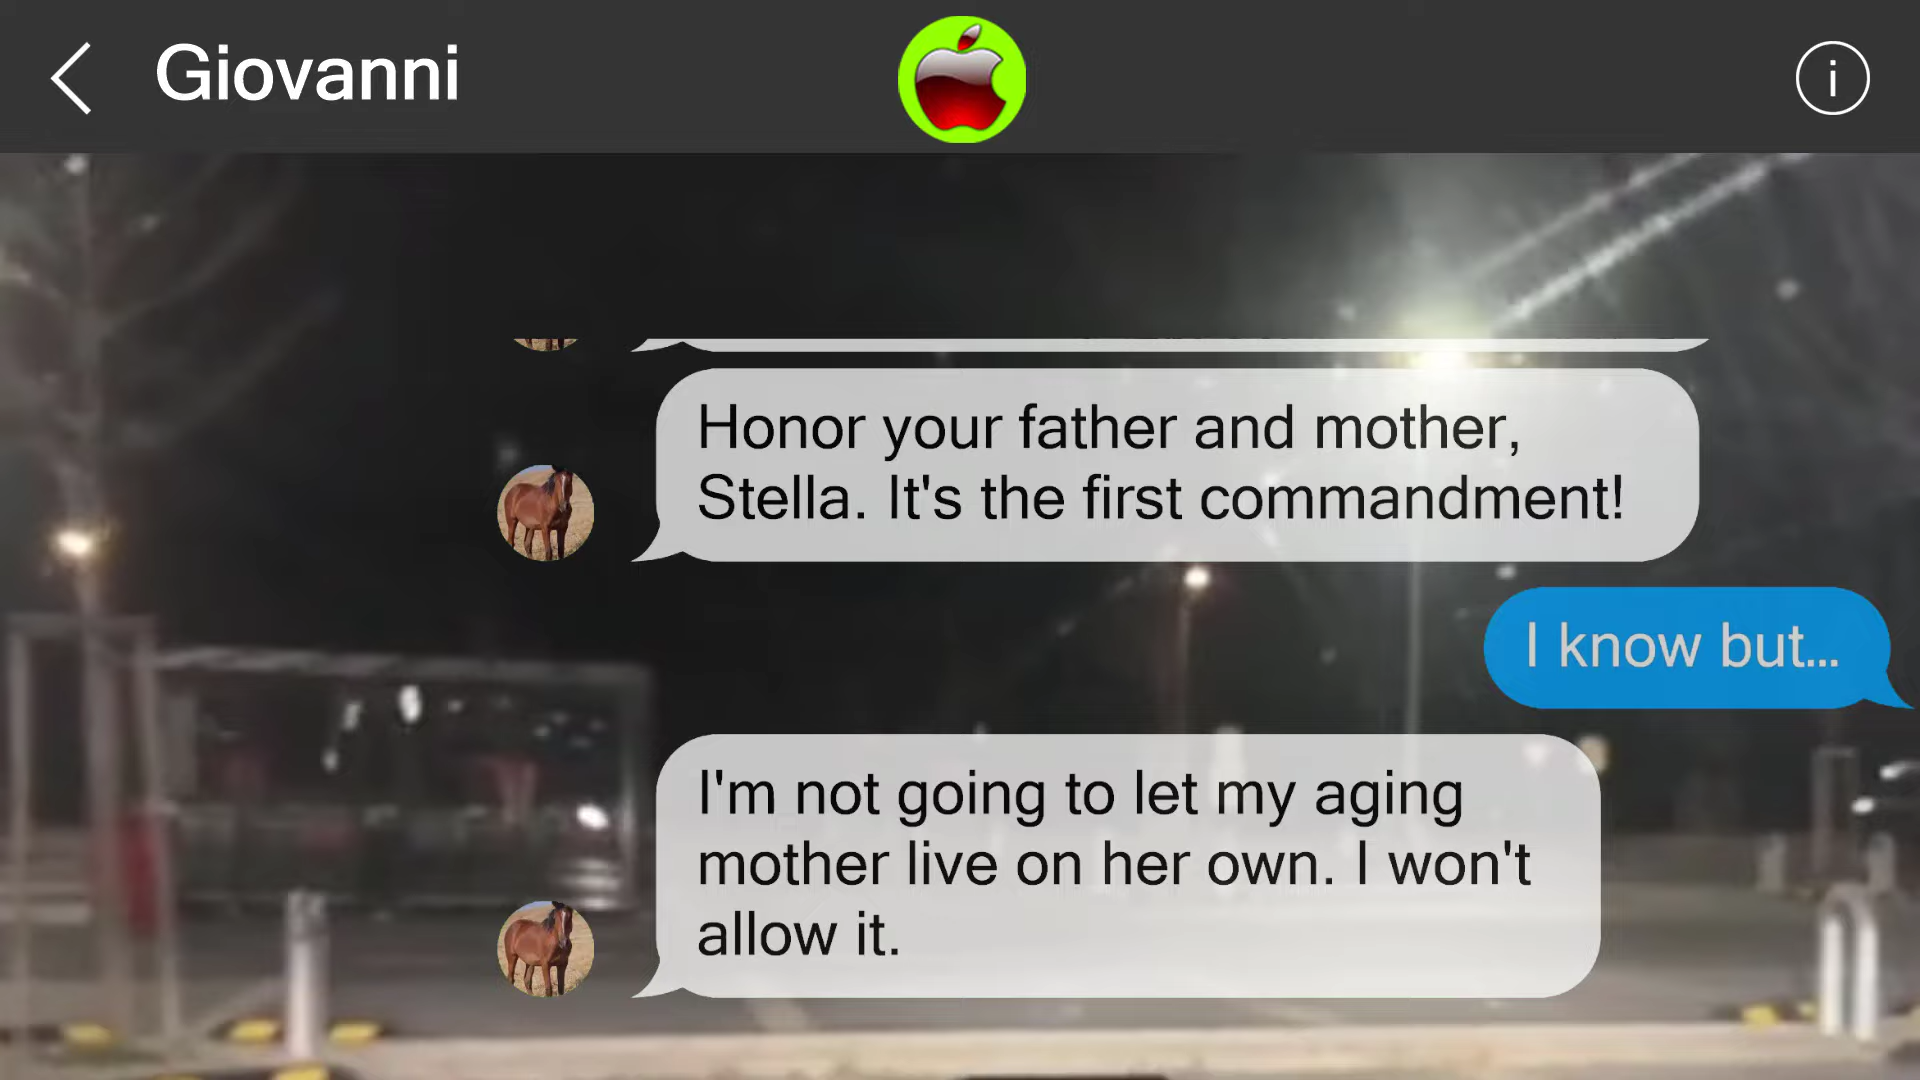 Giovanni
i
Honor your father and mother,
Stella. It's the first commandment!
I know but...
I'm not going to let my aging
mother live on her own. I won't
allow it.